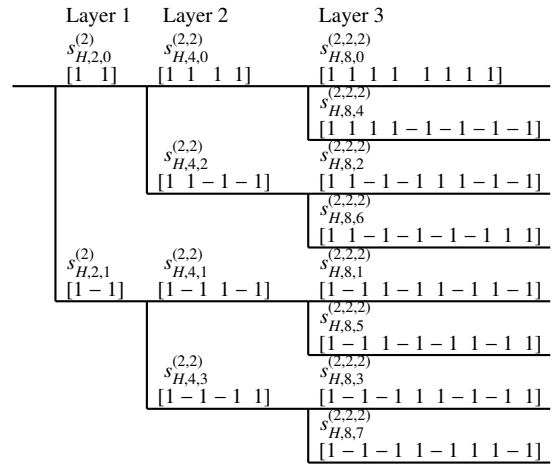 Layer 1 Layer 2 Layer 3
s_{H,2,0}^{(2)} s_{H,4,0}^{(2,2)} s_{H,8,0}^{(2,2,2)}
[1 1] [1 1 1 1] [1 1 1 1 1 1 1 1]
s_{H,8,4}^{(2,2,2)}
[1 1 1 1 − 1 − 1 − 1 − 1]
s_{H,4,2}^{(2,2)} s_{H,8,2}^{(2,2,2)}
[1 1 − 1 − 1] [1 1 − 1 − 1 1 1 − 1 − 1]
s_{H,8,6}^{(2,2,2)}
[1 1 − 1 − 1 − 1 − 1 1 1]
s_{H,2,1}^{(2)} s_{H,4,1}^{(2,2)} s_{H,8,1}^{(2,2,2)}
[1 − 1] [1 − 1 1 − 1] [1 − 1 1 − 1 1 − 1 1 − 1]
s_{H,8,5}^{(2,2,2)}
[1 − 1 1 − 1 − 1 1 − 1 1]
s_{H,4,3}^{(2,2)} s_{H,8,3}^{(2,2,2)}
[1 − 1 − 1 1] [1 − 1 − 1 1 1 − 1 − 1 1]
s_{H,8,7}^{(2,2,2)}
[1 − 1 − 1 1 − 1 1 1 − 1]